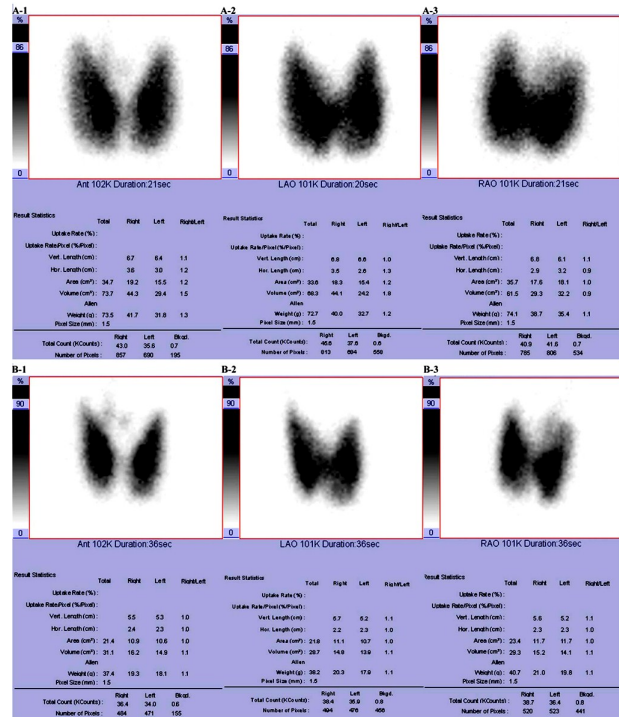 A-1
A-2
A-3
%
86
0
Ant 102K Duration:21sec
%
86
0
LAO 101K Duration:20sec
%
86
0
RAO 101K Duration:21sec
Result Statistics
Total Right Left Right/Left
Uptake Rate (%) :
Uptake Rate/Pixel (%/Pixel) :
Vert. Length (cm) : 6.7 6.4 1.1
Hor. Length (cm) : 3.6 3.0 1.2
Area (cm²) : 34.7 19.2 15.5 1.2
Volume (cm³) : 73.7 44.3 29.4 1.5
Allen
Weight (g) : 73.5 41.7 31.8 1.3
Pixel Size (mm) : 1.5
Right Left Bkgd.
Total Count (KCounts) : 43.0 35.6 0.7
Number of Pixels : 857 690 195
Result Statistics
Total Right Left Right/Left
Uptake Rate (%) :
Uptake Rate/Pixel (%/Pixel) :
Vert. Length (cm) : 6.8 6.6 1.0
Hor. Length (cm) : 3.5 2.6 1.3
Area (cm²) : 33.6 18.3 15.4 1.2
Volume (cm³) : 68.3 44.1 24.2 1.8
Allen
Weight (g) : 72.7 40.0 32.7 1.2
Pixel Size (mm) : 1.5
Right Left Bkgd.
Total Count (KCounts) : 37.6
Number of Pixels : 813 684 558
Result Statistics
Total Right Left Right/Left
Uptake Rate (%) :
Uptake Rate/Pixel (%/Pixel) :
Vert. Length (cm) : 6.8 6.1 1.1
Hor. Length (cm) : 2.9 3.2 0.9
Area (cm²) : 35.7 17.6 18.1 1.0
Volume (cm³) : 61.5 29.3 32.2 0.9
Allen
Weight (g) : 74.1 38.7 35.4 1.1
Pixel Size (mm) : 1.5
Right Left Bkgd.
Total Count (KCounts) : 40.9 41.6 0.7
Number of Pixels : 785 806 534
B-1
B-2
B-3
%
90
0
Ant 102K Duration:36sec
%
90
0
LAO 101K Duration:36sec
%
90
0
RAO 101K Duration:36sec
Result Statistics
Total Right Left Right/Left
Uptake Rate (%) :
Uptake Rate/Pixel (%/Pixel) :
Vert. Length (cm) : 5.5 5.3 1.0
Hor. Length (cm) : 2.4 2.3 1.0
Area (cm²) : 21.4 10.9 10.6 1.0
Volume (cm³) : 31.1 16.2 14.9 1.1
Allen
Weight (g) : 37.4 19.3 18.1 1.1
Pixel Size (mm) : 1.5
Right Left Bkgd.
Total Count (KCounts) : 36.4 34.0 0.6
Number of Pixels : 484 471 155
Result Statistics
Total Right Left Right/Left
Uptake Rate (%) :
Uptake Rate/Pixel (%/Pixel) :
Vert. Length (cm) : 5.7 5.2 1.1
Hor. Length (cm) : 2.2 2.3 1.0
Area (cm²) : 21.8 11.1 10.7 1.0
Volume (cm³) : 28.7 14.8 13.9 1.1
Allen
Weight (g) : 38.2 20.3 17.9 1.1
Pixel Size (mm) : 1.5
Right Left Bkgd.
Total Count (KCounts) : 38.4 35.9 0.8
Number of Pixels : 494 476
Result Statistics
Total Right Left Right/Left
Uptake Rate (%) :
Uptake Rate/Pixel (%/Pixel) :
Vert. Length (cm) : 5.6 5.2 1.1
Hor. Length (cm) : 2.3 2.3 1.0
Area (cm²) : 23.4 11.7 11.7 1.0
Volume (cm³) : 29.3 15.2 14.1 1.1
Allen
Weight (g) : 40.7 21.0 19.8 1.1
Pixel Size (mm) : 1.5
Right Left Bkgd.
Total Count (KCounts) : 38.7 36.4 0.8
Number of Pixels : 520 523 441